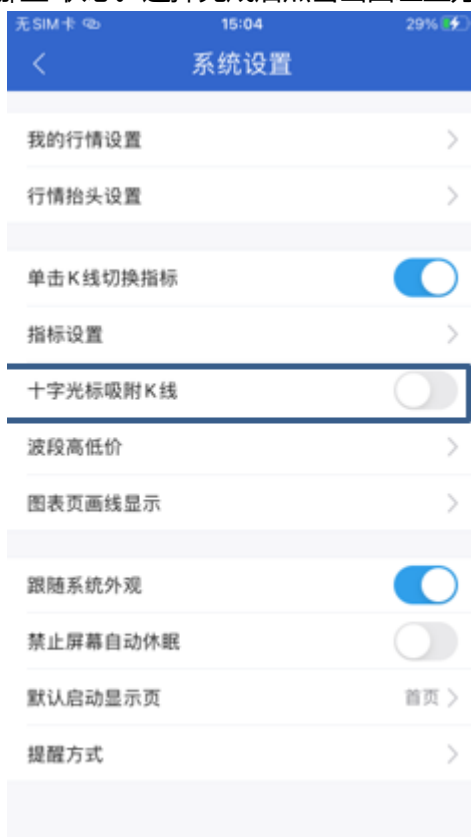 无SIM卡 15:04 29%
系统设置
我的行情设置
行情抬头设置
单击K线切换指标
指标设置
十字光标吸附K线
波段高低价
图表页画线显示
跟随系统外观
禁止屏幕自动休眠
默认启动显示页 首页
提醒方式